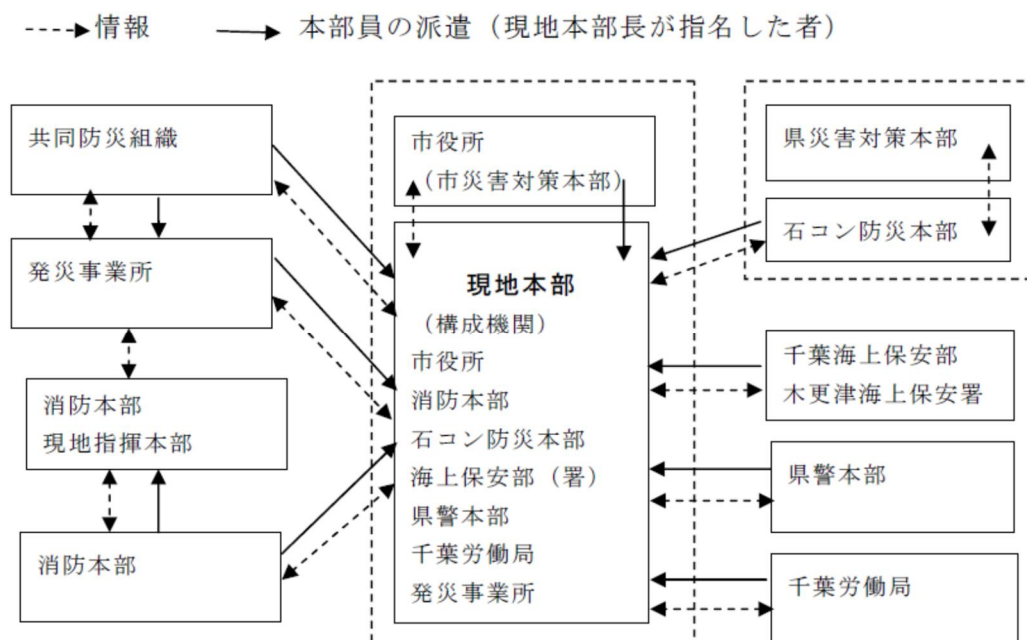 情報
本部員の派遣（現地本部長が指名した者）
共同防災組織
発災事業所
消防本部
現地指揮本部
消防本部
市役所
（市災害対策本部）
現地本部
（構成機関）
市役所
消防本部
石コン防災本部
海上保安部（署）
県警本部
千葉労働局
発災事業所
県災害対策本部
石コン防災本部
千葉海上保安部
木更津海上保安署
県警本部
千葉労働局